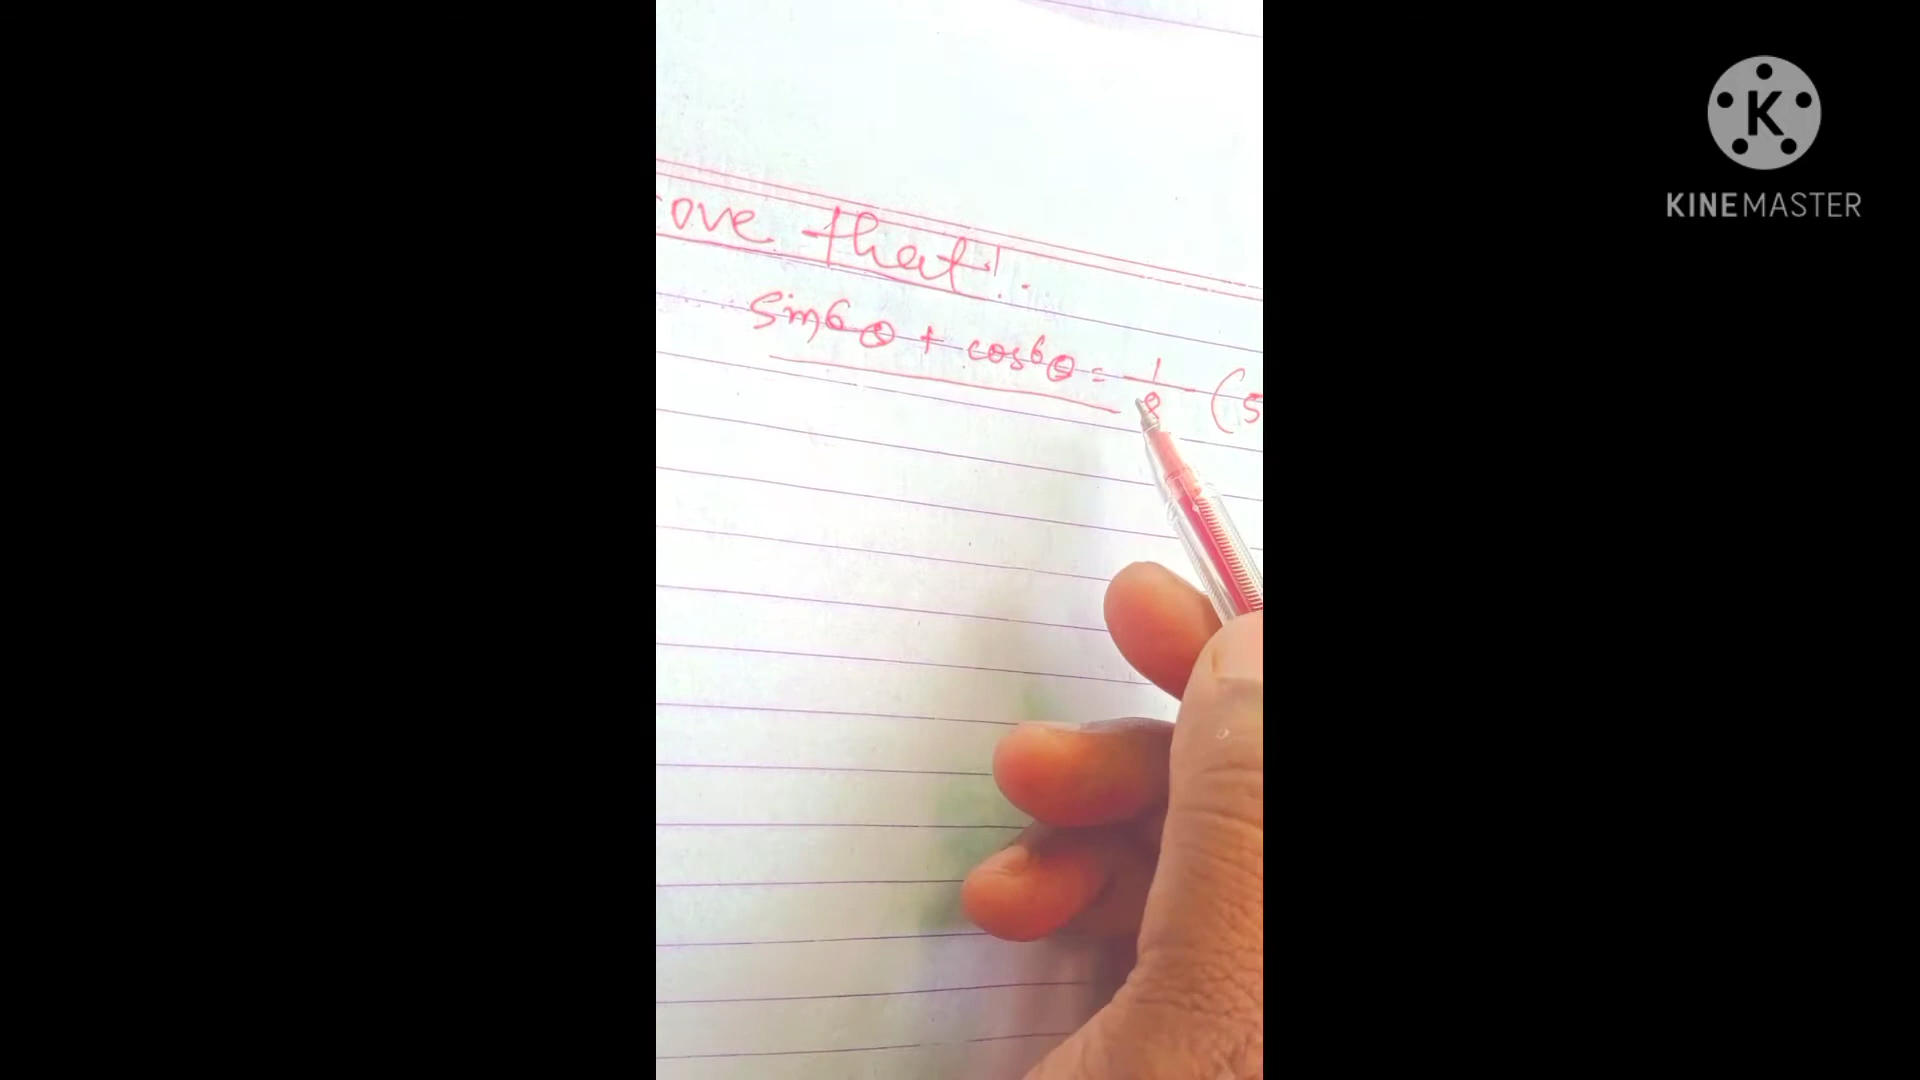 ove that:.
sin⁶θ + cos⁶θ = 1/8 (5
K
KINEMASTER